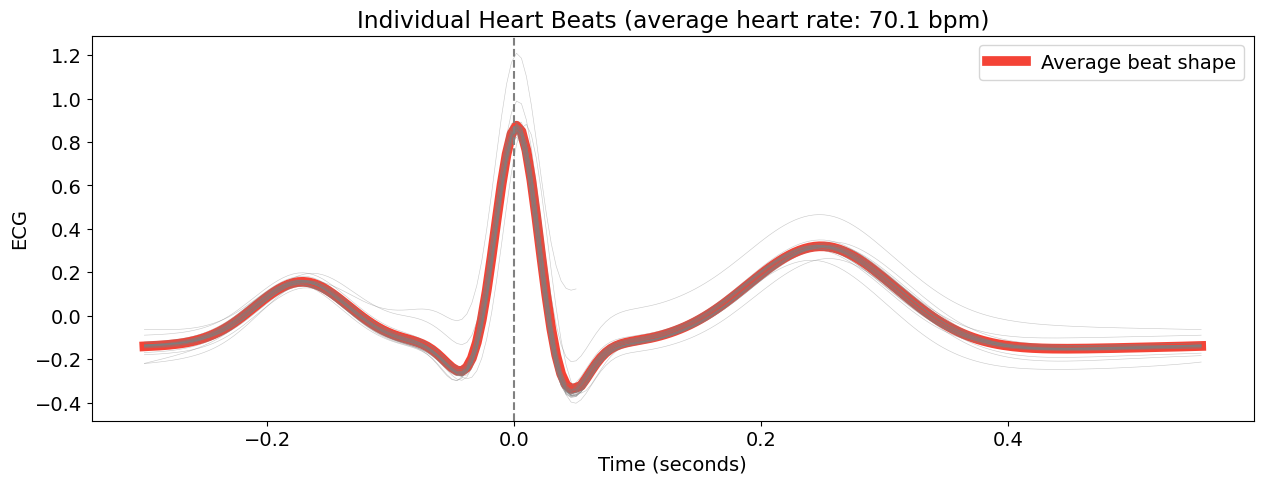 Individual Heart Beats (average heart rate: 70.1 bpm)
Average beat shape
ECG
1.2
1.0
0.8
0.6
0.4
0.2
0.0
−0.2
−0.4
−0.2 0.0 0.2 0.4
Time (seconds)